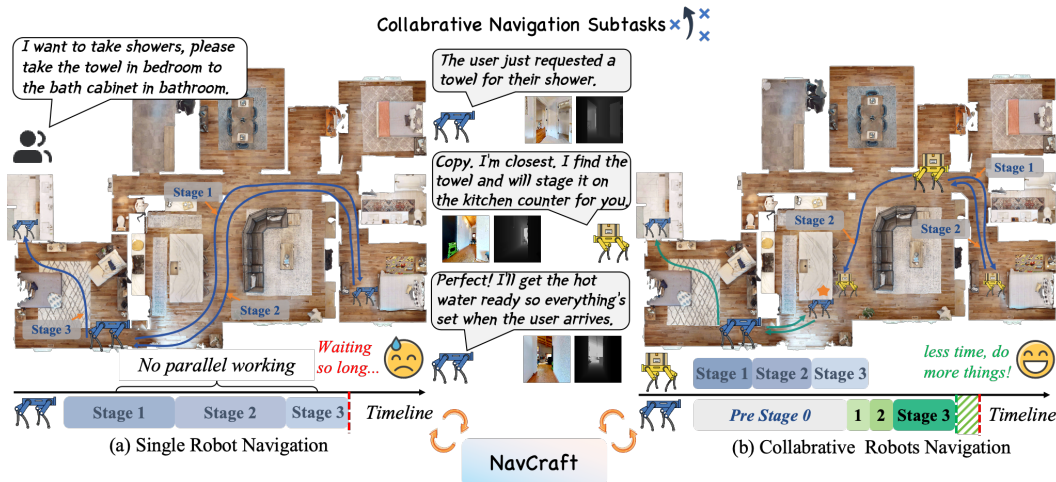 Collabrative Navigation Subtasks
I want to take showers, please
take the towel in bedroom to
the bath cabinet in bathroom.
Stage 1
Stage 2
Stage 3
No parallel working
Waiting
so long...
Stage 1
Stage 2
Stage 3
Timeline
(a) Single Robot Navigation
The user just requested a
towel for their shower.
Copy. I'm closest. I find the
towel and will stage it on
the kitchen counter for you.
Perfect! I'll get the hot
water ready so everything's
set when the user arrives.
NavCraft
Stage 1
Stage 2
Stage 2
less time, do
more things!
Stage 1
Stage 2
Stage 3
Pre Stage 0
1
2
Stage 3
Timeline
(b) Collabrative Robots Navigation